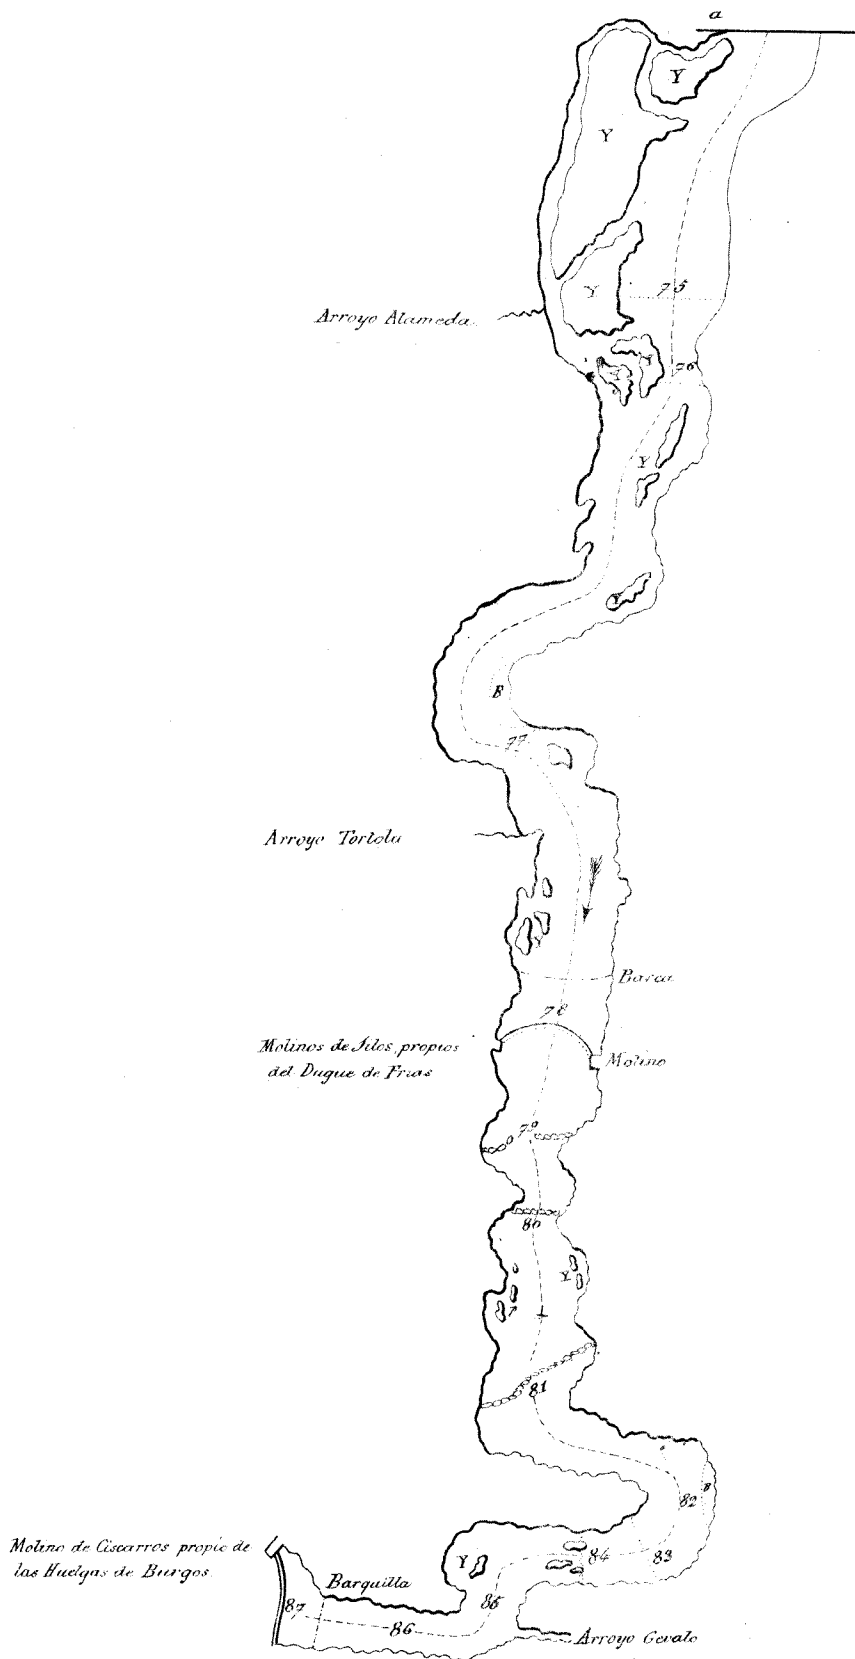 a
Y
Y
Y
75
Arroyo Alameda.
Y
Y
76
Y
Y
B
77
Arroyo Tortolu
Barca
78
Molinos de Silos, propios
del Duque de Frias
Molino
79
80
Y
Y
81
82
B
Molino de Ciscarros propio de
las Huelgas de Burgos.
Y
84
83
Barquilla
87
85
86
Arroyo Gevalo